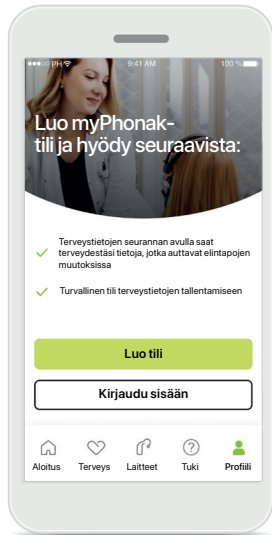 PH
9:41 AM
100 %
Luo myPhonak-
tili ja hyödy seuraavista:
Terveystietojen seurannan avulla saat
terveydestäsi tietoja, jotka auttavat elintapojen
muutoksissa
Turvallinen tili terveystietojen tallentamiseen
Luo tili
Kirjaudu sisään
Aloitus
Terveys
Laitteet
Tuki
Profiili